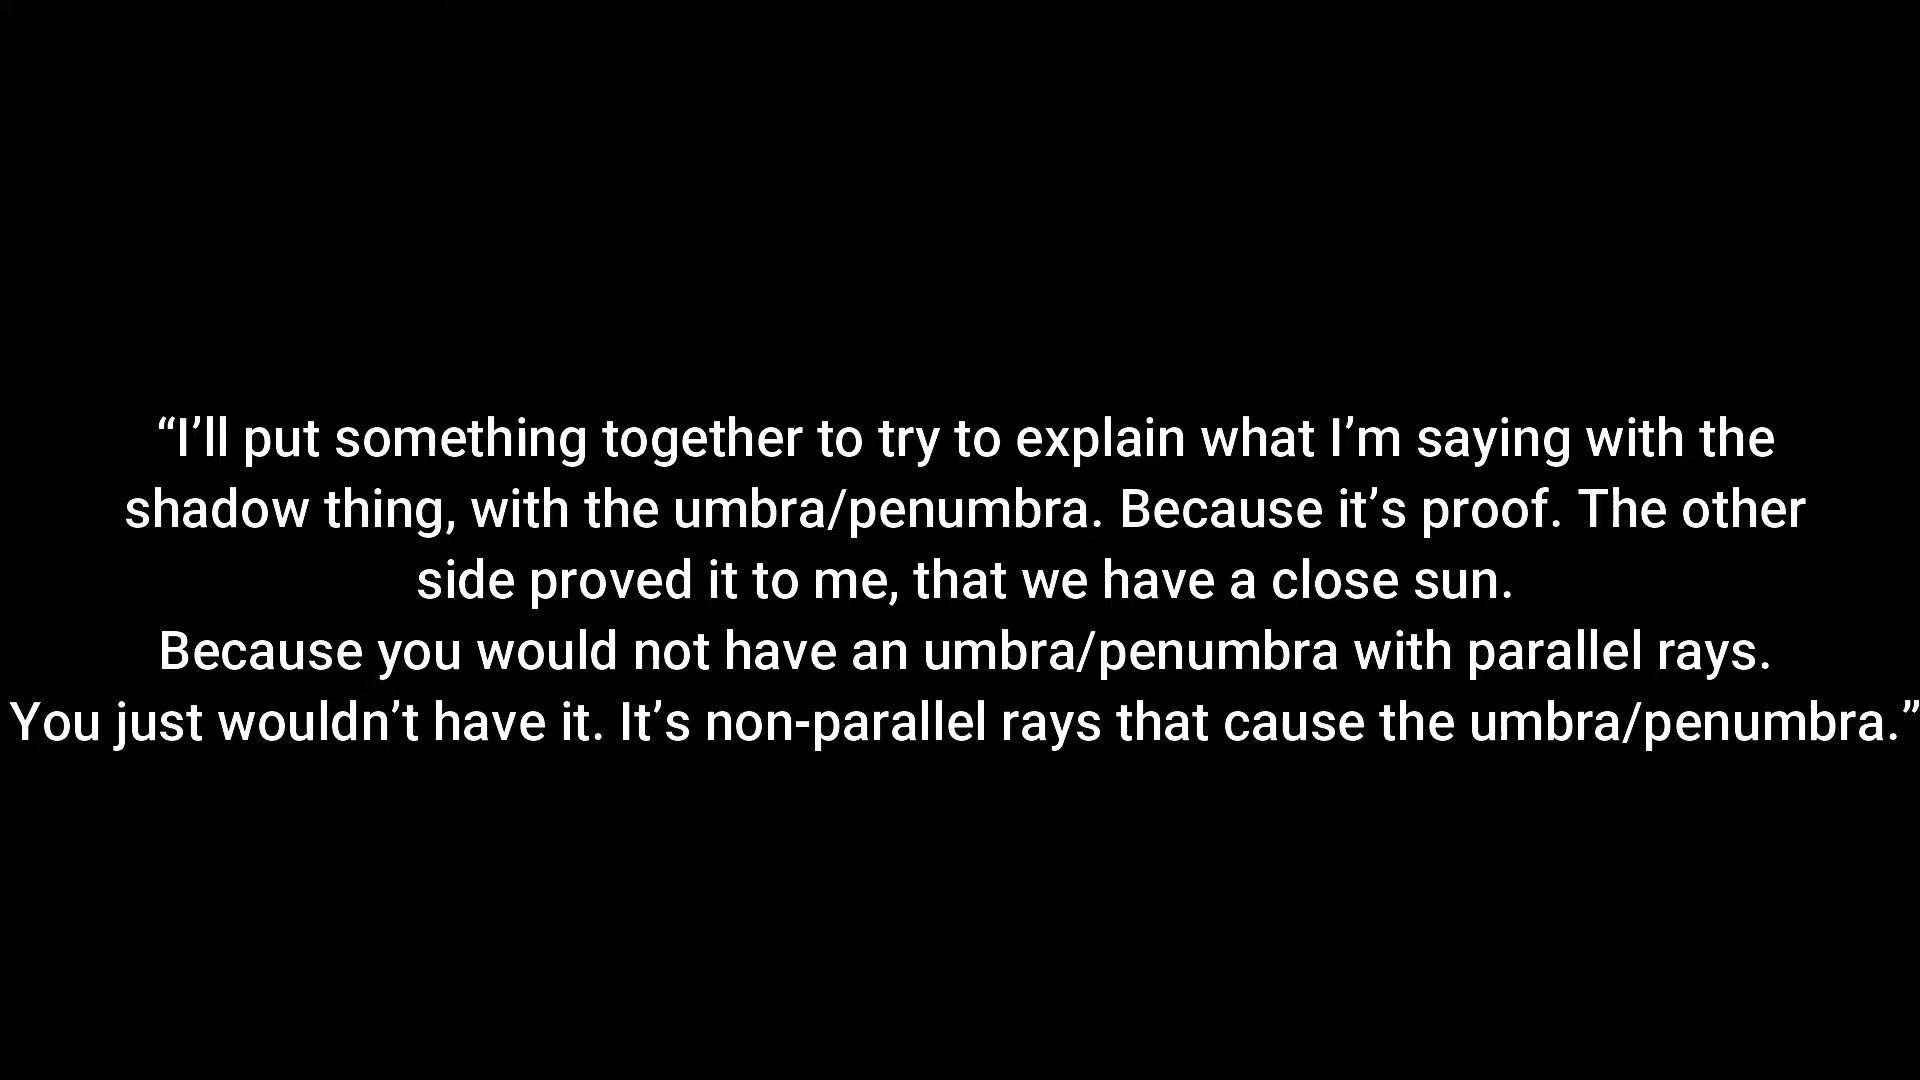 “I’ll put something together to try to explain what I’m saying with the
shadow thing, with the umbra/penumbra. Because it’s proof. The other
side proved it to me, that we have a close sun.
Because you would not have an umbra/penumbra with parallel rays.
You just wouldn’t have it. It’s non-parallel rays that cause the umbra/penumbra.”